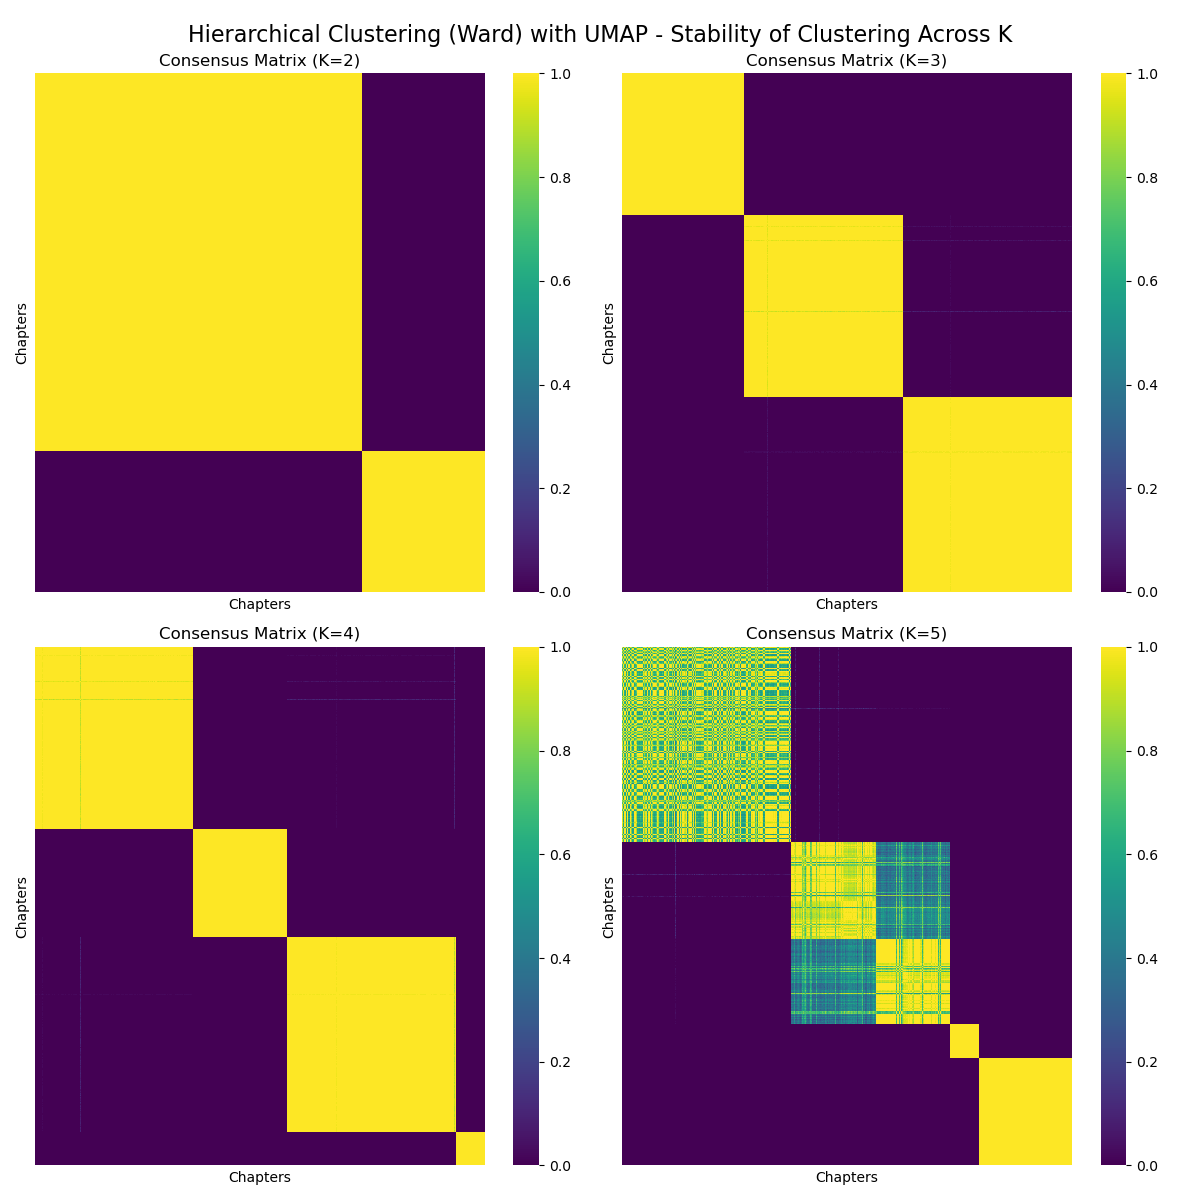 Hierarchical Clustering (Ward) with UMAP - Stability of Clustering Across K
Consensus Matrix (K=2)
Chapters
Chapters
1.0
0.8
0.6
0.4
0.2
0.0
Consensus Matrix (K=3)
Chapters
Chapters
1.0
0.8
0.6
0.4
0.2
0.0
Consensus Matrix (K=4)
Chapters
Chapters
1.0
0.8
0.6
0.4
0.2
0.0
Consensus Matrix (K=5)
Chapters
Chapters
1.0
0.8
0.6
0.4
0.2
0.0